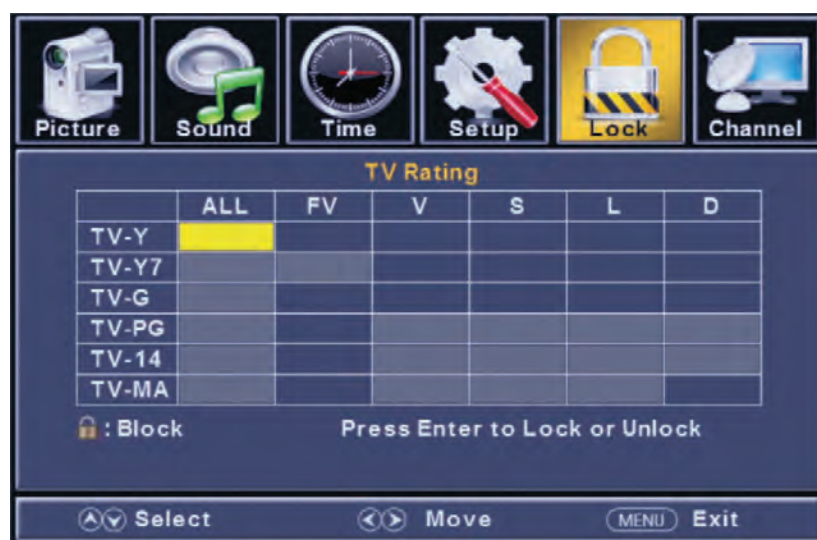 Picture Sound Time Setup Lock Channel
TV Rating
ALL FV V S L D
TV-Y
TV-Y7
TV-G
TV-PG
TV-14
TV-MA
: Block Press Enter to Lock or Unlock
Select Move MENU Exit